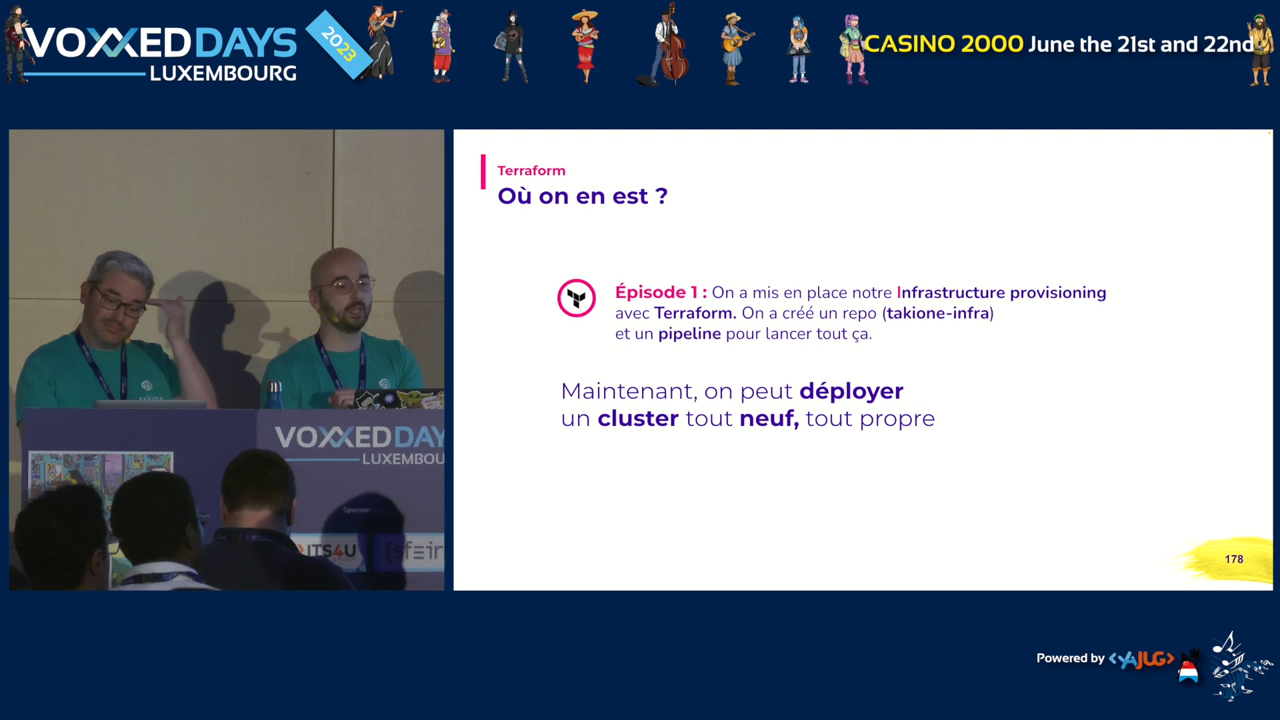 VOXXED DAYS
LUXEMBOURG
2023
CASINO 2000 June the 21st and 22nd
Terraform
Où on en est ?
Épisode 1 : On a mis en place notre Infrastructure provisioning
avec Terraform. On a créé un repo (takione-infra)
et un pipeline pour lancer tout ça.
Maintenant, on peut déployer
un cluster tout neuf, tout propre
178
VOXXED DAY
LUXEMBOU
Sponsor
ITS4U
[sfeir
Powered by <YAJUG>